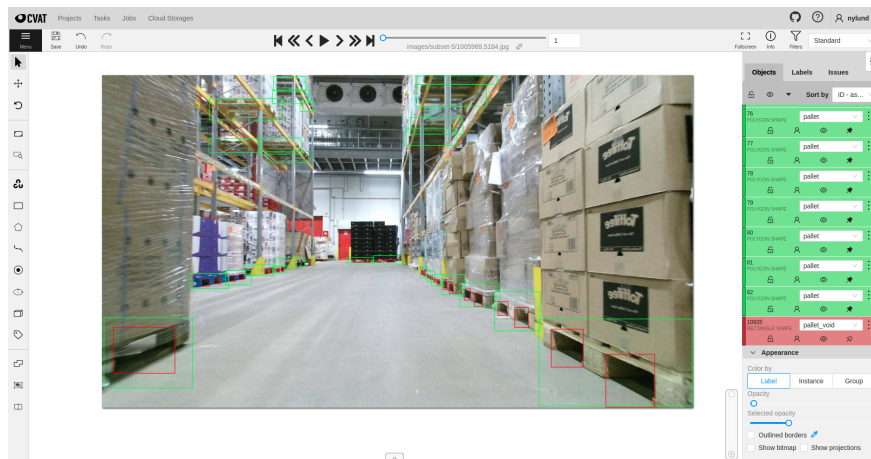 CVAT Projects Tasks Jobs Cloud Storages nylund
Menu Save Undo Redo images/subset-5/1005969,5184.jpg 1 Fullscreen Info Filters Standard
Objects Labels Issues
Sort by ID - as...
76 pallet
POLYGON SHAPE
77 pallet
POLYGON SHAPE
78 pallet
POLYGON SHAPE
79 pallet
POLYGON SHAPE
80 pallet
POLYGON SHAPE
81 pallet
POLYGON SHAPE
82 pallet
POLYGON SHAPE
10925 pallet_void
RECTANGLE SHAPE
Appearance
Color by
Label Instance Group
Opacity
Selected opacity
Outlined borders
Show bitmap Show projections
Toffifee
Toffifee
Toffifee